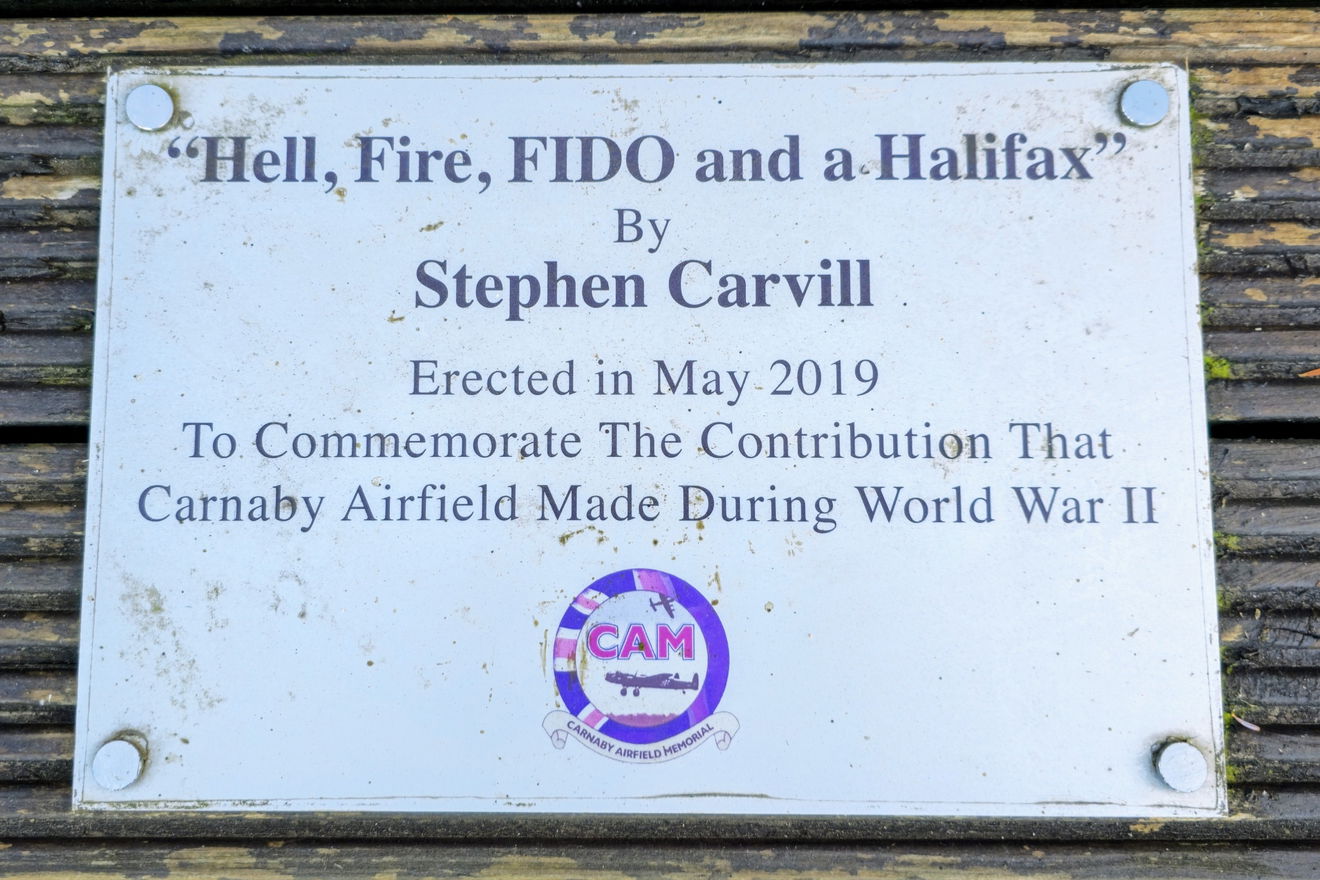 “Hell, Fire, FIDO and a Halifax”
By
Stephen Carvill
Erected in May 2019
To Commemorate The Contribution That
Carnaby Airfield Made During World War II
CAM
CARNABY AIRFIELD MEMORIAL